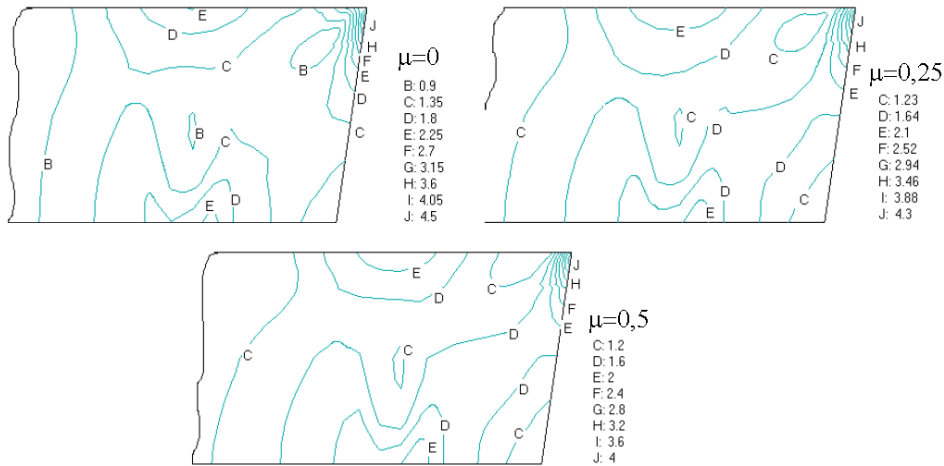 E
D
C
B
J
H
F
E
D
C
B
C
B
D
E
μ=0
B: 0.9
C: 1.35
D: 1.8
E: 2.25
F: 2.7
G: 3.15
H: 3.6
I: 4.05
J: 4.5
E
D
C
J
H
F
E
C
C
D
D
D
C
E
μ=0,25
C: 1.23
D: 1.64
E: 2.1
F: 2.52
G: 2.94
H: 3.46
I: 3.88
J: 4.3
E
D
C
J
H
F
E
C
C
D
D
D
C
E
μ=0,5
C: 1.2
D: 1.6
E: 2
F: 2.4
G: 2.8
H: 3.2
I: 3.6
J: 4